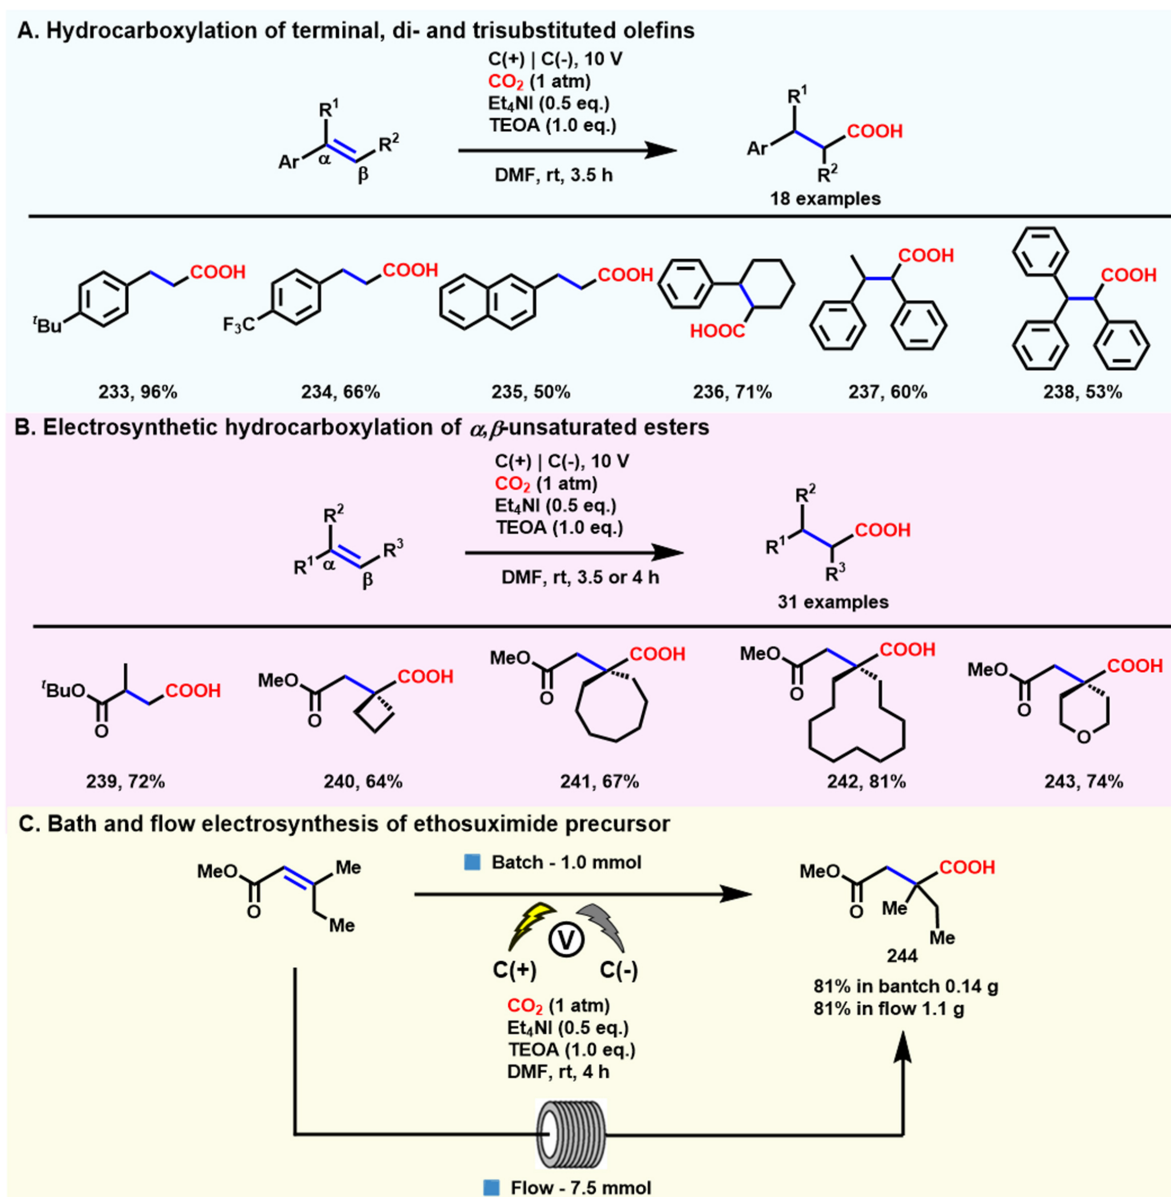 A. Hydrocarboxylation of terminal, di- and trisubstituted olefins
C(+) | C(-), 10 V
CO₂ (1 atm)
Et₄NI (0.5 eq.)
TEOA (1.0 eq.)
DMF, rt, 3.5 h
R¹
Ar
α
β
R²
R¹
Ar
COOH
R²
18 examples
COOH
ᵗBu
COOH
F₃C
COOH
HOOC
COOH
COOH
233, 96%
234, 66%
235, 50%
236, 71%
237, 60%
238, 53%
B. Electrosynthetic hydrocarboxylation of α,β-unsaturated esters
C(+) | C(-), 10 V
CO₂ (1 atm)
Et₄NI (0.5 eq.)
TEOA (1.0 eq.)
DMF, rt, 3.5 or 4 h
R²
R¹
α
β
R³
R²
R¹
COOH
R³
31 examples
ᵗBuO
O
COOH
MeO
O
COOH
MeO
O
COOH
MeO
O
COOH
MeO
O
COOH
O
239, 72%
240, 64%
241, 67%
242, 81%
243, 74%
C. Bath and flow electrosynthesis of ethosuximide precursor
MeO
O
Me
Me
Batch - 1.0 mmol
V
C(+)
C(-)
CO₂ (1 atm)
Et₄NI (0.5 eq.)
TEOA (1.0 eq.)
DMF, rt, 4 h
MeO
O
COOH
Me
Me
244
81% in bantch 0.14 g
81% in flow 1.1 g
Flow - 7.5 mmol